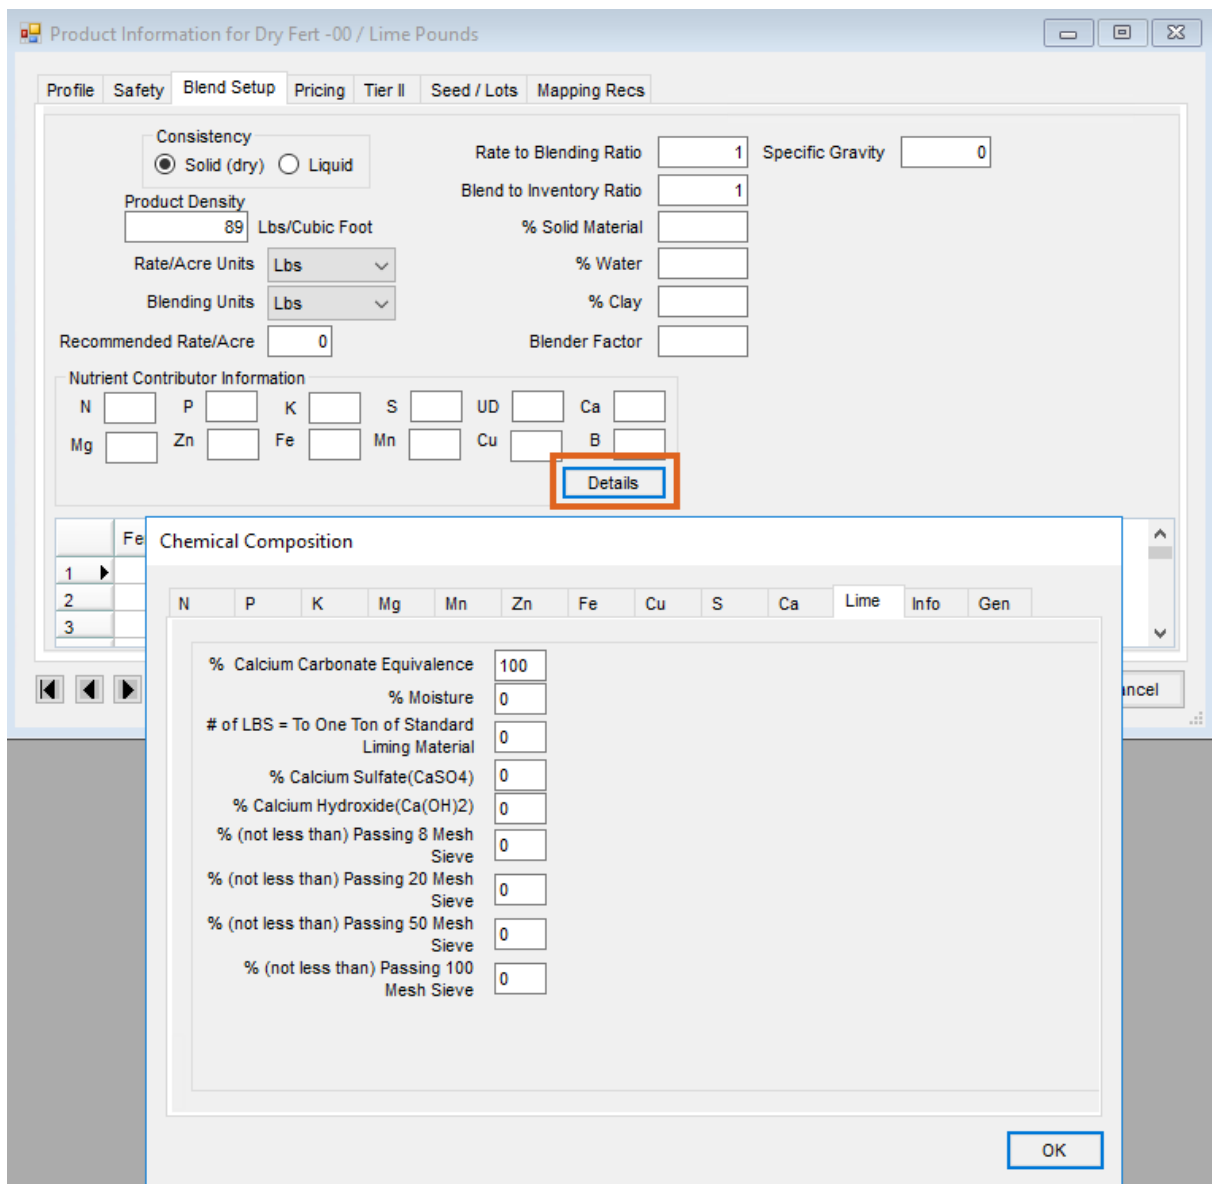 Product Information for Dry Fert -00 / Lime Pounds
Profile Safety Blend Setup Pricing Tier II Seed / Lots Mapping Recs
Consistency
Solid (dry) Liquid
Rate to Blending Ratio 1 Specific Gravity 0
Blend to Inventory Ratio 1
Product Density
89 Lbs/Cubic Foot
% Solid Material
Rate/Acre Units Lbs
% Water
Blending Units Lbs
% Clay
Recommended Rate/Acre 0
Blender Factor
Nutrient Contributor Information
N P K S UD Ca
Mg Zn Fe Mn Cu B
Details
Fe
1
2
3
Chemical Composition
N P K Mg Mn Zn Fe Cu S Ca Lime Info Gen
% Calcium Carbonate Equivalence 100
% Moisture 0
# of LBS = To One Ton of Standard
Liming Material 0
% Calcium Sulfate(CaSO4) 0
% Calcium Hydroxide(Ca(OH)2) 0
% (not less than) Passing 8 Mesh
Sieve 0
% (not less than) Passing 20 Mesh
Sieve 0
% (not less than) Passing 50 Mesh
Sieve 0
% (not less than) Passing 100
Mesh Sieve 0
ancel
OK